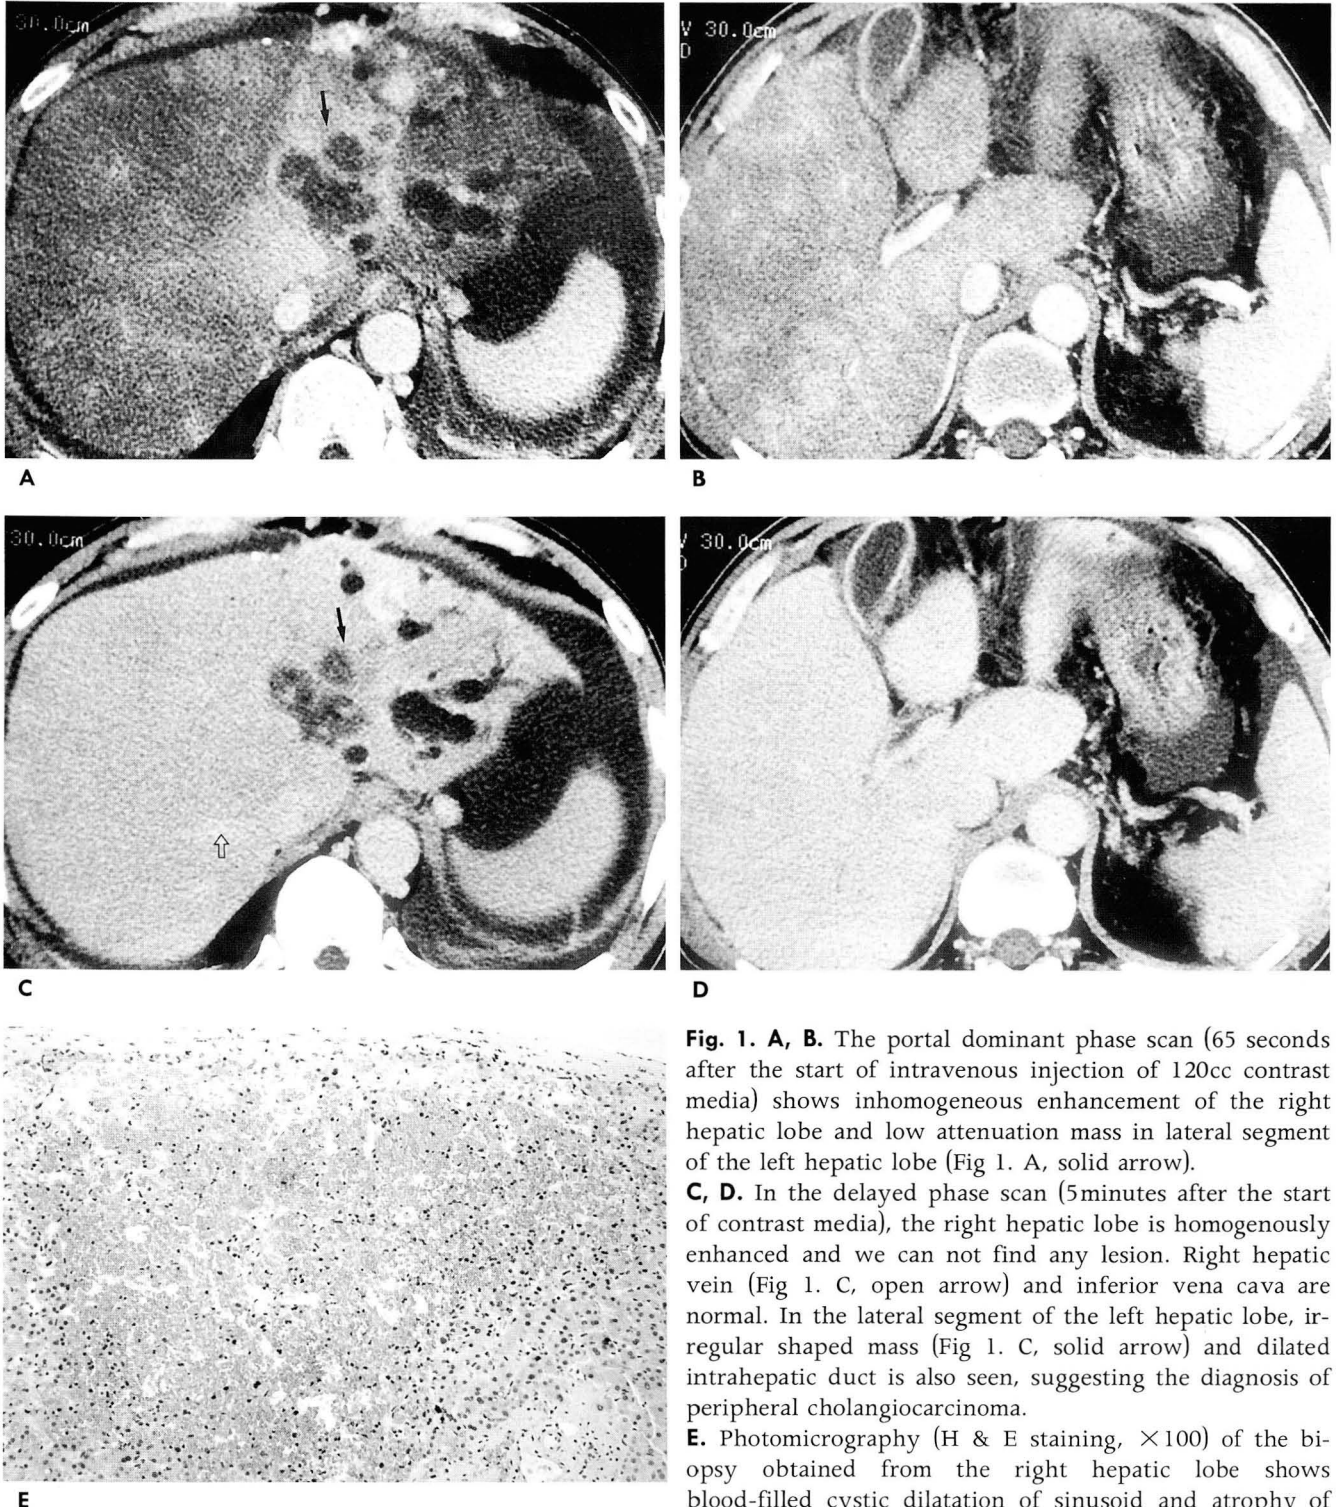 30.0cm
V 30.0cm
D
A
B
30.0cm
V 30.0cm
D
C
D
E
Fig. 1. A, B. The portal dominant phase scan (65 seconds
after the start of intravenous injection of 120cc contrast
media) shows inhomogeneous enhancement of the right
hepatic lobe and low attenuation mass in lateral segment
of the left hepatic lobe (Fig 1. A, solid arrow).
C, D. In the delayed phase scan (5minutes after the start
of contrast media), the right hepatic lobe is homogenously
enhanced and we can not find any lesion. Right hepatic
vein (Fig 1. C, open arrow) and inferior vena cava are
normal. In the lateral segment of the left hepatic lobe, ir-
regular shaped mass (Fig 1. C, solid arrow) and dilated
intrahepatic duct is also seen, suggesting the diagnosis of
peripheral cholangiocarcinoma.
E. Photomicrography (H & E staining, ×100) of the bi-
opsy obtained from the right hepatic lobe shows
blood-filled cystic dilatation of sinusoid and atrophy of